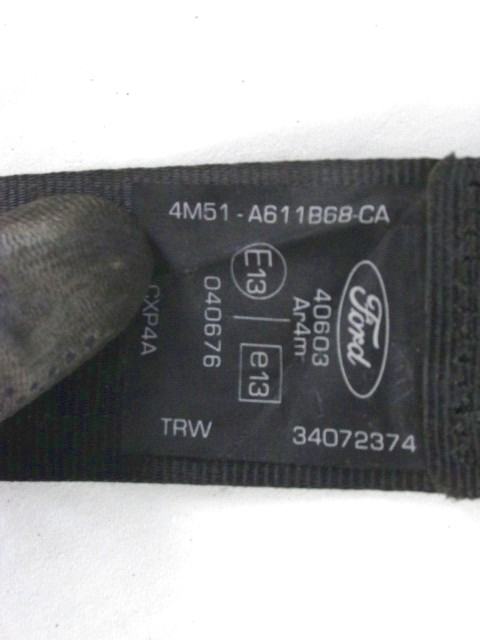 4M51-A611B68-CA
E13
040676
CXP4A
40603
Ar4m
Ford
e13
TRW
34072374